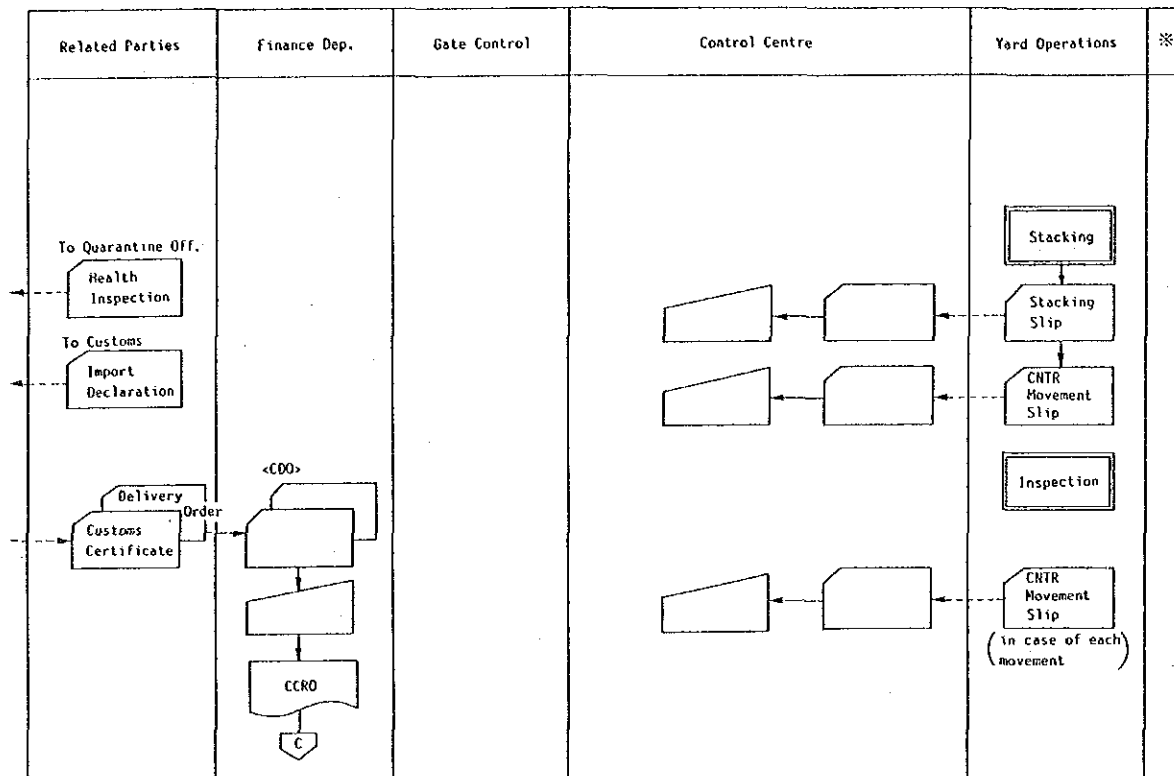 Related Parties
Finance Dep.
Gate Control
Control Centre
Yard Operations
※
To Quarantine Off.
Health
Inspection
To Customs
Import
Declaration
Delivery
Order
Customs
Certificate
<CDO>
CCRO
C
Stacking
Stacking
Slip
CNTR
Movement
Slip
Inspection
CNTR
Movement
Slip
(in case of each
movement)